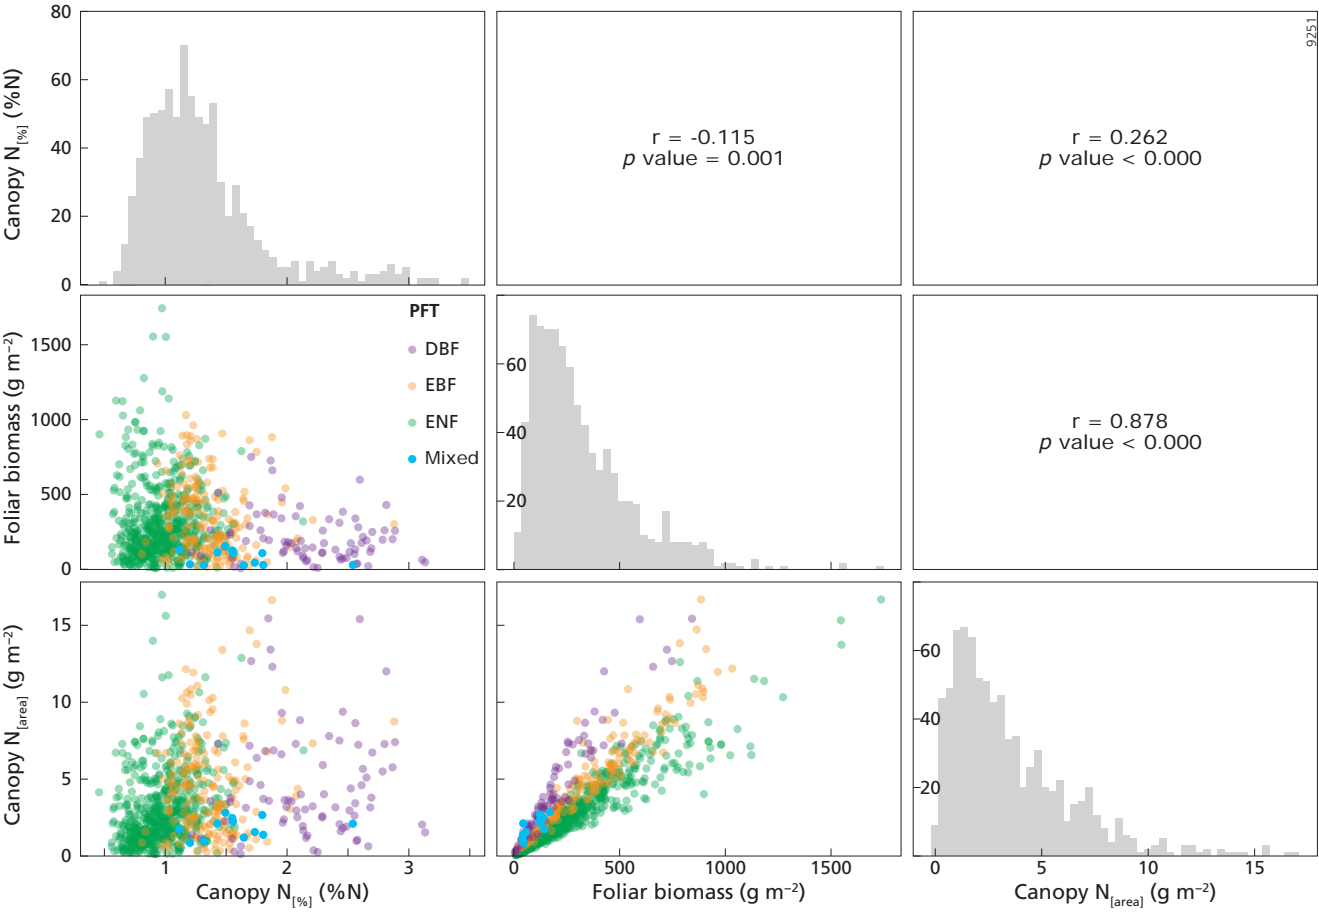 80
60
40
20
0
Canopy N[%] (%N)
r = -0.115
p value = 0.001
r = 0.262
p value < 0.000
9251
1500
1000
500
0
Foliar biomass (g m−2)
PFT
DBF
EBF
ENF
Mixed
60
40
20
r = 0.878
p value < 0.000
15
10
5
0
Canopy N[area] (g m−2)
1 2 3
Canopy N[%] (%N)
0 500 1000 1500
Foliar biomass (g m−2)
60
40
20
0 5 10 15
Canopy N[area] (g m−2)